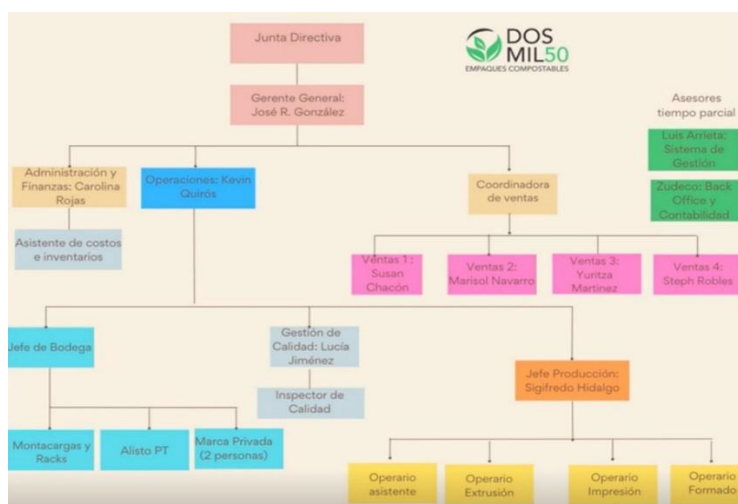 Junta Directiva
DOS
MIL50
EMPAQUES COMPOSTABLES
Gerente General:
José R. González
Asesores
tiempo parcial
Luis Arrieta:
Sistema de
Gestión
Zudeco: Back
Office y
Contabilidad
Administración y
Finanzas: Carolina
Rojas
Operaciones: Kevin
Quirós
Coordinadora
de ventas
Asistente de costos
e inventarios
Ventas 1 :
Susan
Chacón
Ventas 2:
Marisol Navarro
Ventas 3:
Yuritza
Martinez
Ventas 4:
Steph Robles
Jefe de Bodega
Gestión de
Calidad: Lucía
Jiménez
Jefe Producción:
Sigifredo Hidalgo
Inspector de
Calidad
Montacargas y
Racks
Alisto PT
Marca Privada
(2 personas)
Operario
asistente
Operario
Extrusión
Operario
Impresión
Operario
Formado